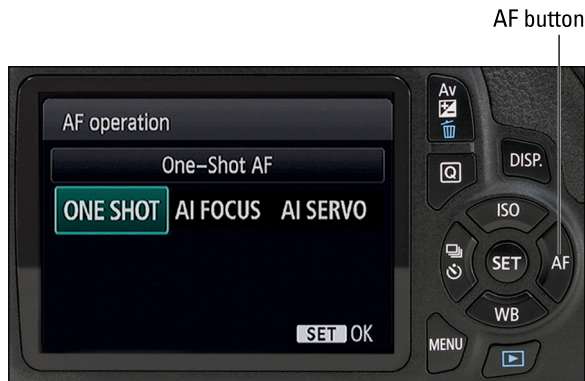 AF button
AF operation
One-Shot AF
ONE SHOT AI FOCUS AI SERVO
SET OK
Av
Q
DISP.
ISO
SET
AF
WB
MENU